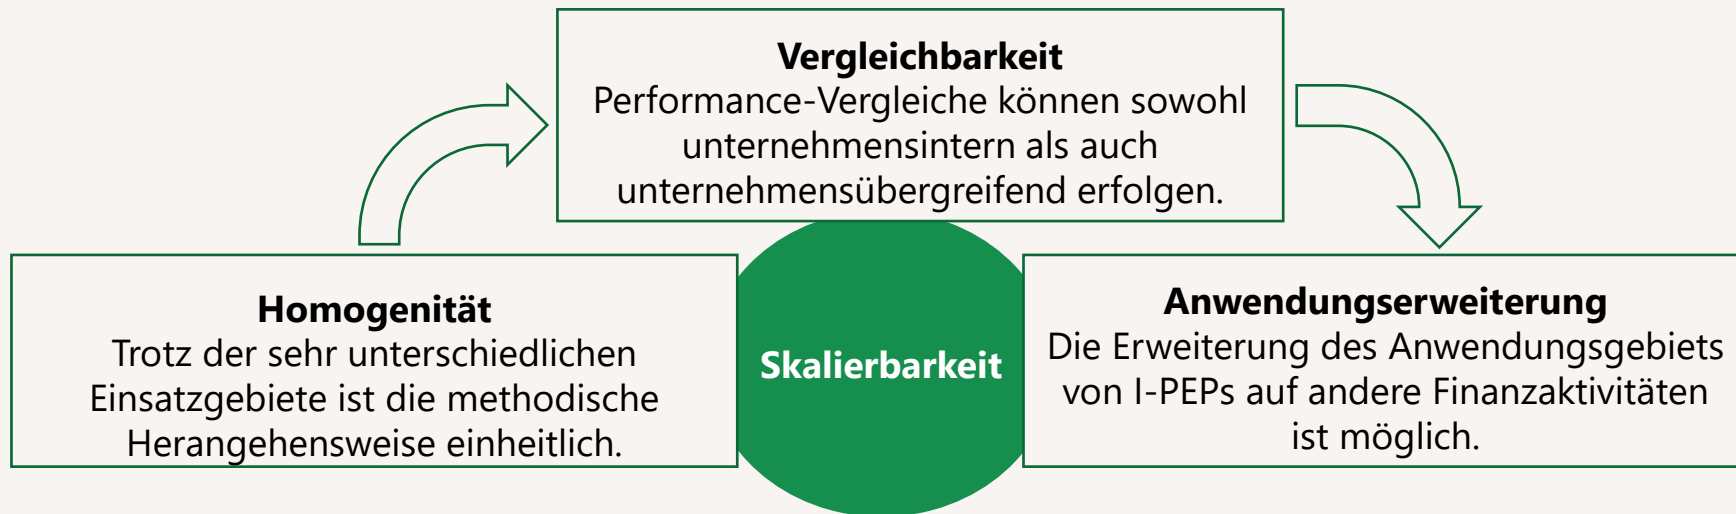 Vergleichbarkeit
Performance-Vergleiche können sowohl
unternehmensintern als auch
unternehmensübergreifend erfolgen.
Homogenität
Trotz der sehr unterschiedlichen
Einsatzgebiete ist die methodische
Herangehensweise einheitlich.
Skalierbarkeit
Anwendungserweiterung
Die Erweiterung des Anwendungsgebiets
von I-PEPs auf andere Finanzaktivitäten
ist möglich.